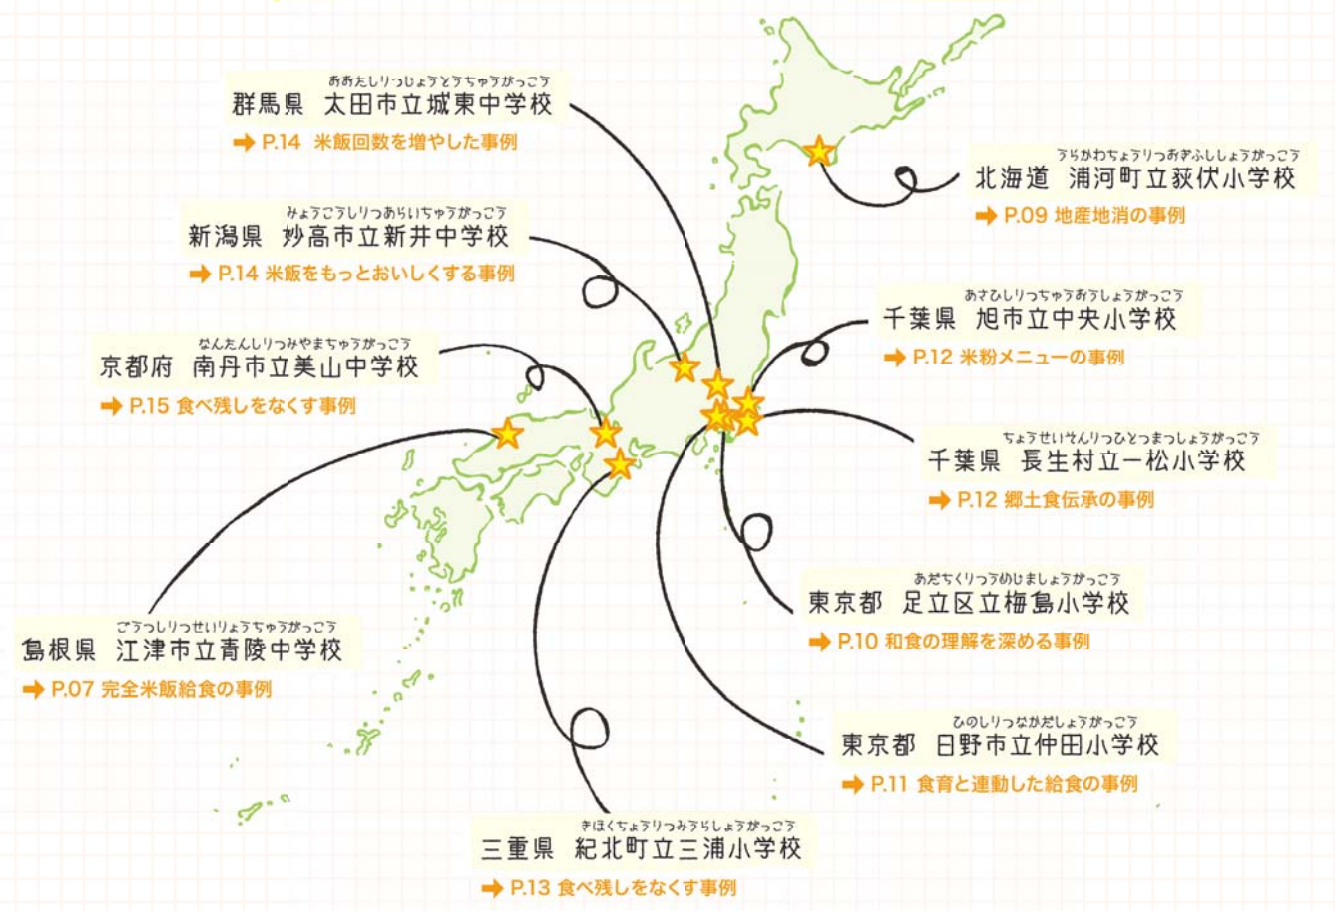 おおたしりつじょうとうちゅうがっこう
群馬県 太田市立城東中学校
➡ P.14 米飯回数を増やした事例
うらかわちょうりつおぎふししょうがっこう
北海道 浦河町立荻伏小学校
➡ P.09 地産地消の事例
みょうこうしりつあらいちゅうがっこう
新潟県 妙高市立新井中学校
➡ P.14 米飯をもっとおいしくする事例
あさひしりつちゅうおうしょうがっこう
千葉県 旭市立中央小学校
➡ P.12 米粉メニューの事例
なんたんしりつみやまちゅうがっこう
京都府 南丹市立美山中学校
➡ P.15 食べ残しをなくす事例
ちょうせいそんりつひとつまつしょうがっこう
千葉県 長生村立一松小学校
➡ P.12 郷土食伝承の事例
あだちくりつうめじましょうがっこう
東京都 足立区立梅島小学校
➡ P.10 和食の理解を深める事例
ごうつしりつせいりょうちゅうがっこう
島根県 江津市立青陵中学校
➡ P.07 完全米飯給食の事例
ひのしりつなかだしょうがっこう
東京都 日野市立仲田小学校
➡ P.11 食育と連動した給食の事例
きほくちょうりつみうらしょうがっこう
三重県 紀北町立三浦小学校
➡ P.13 食べ残しをなくす事例